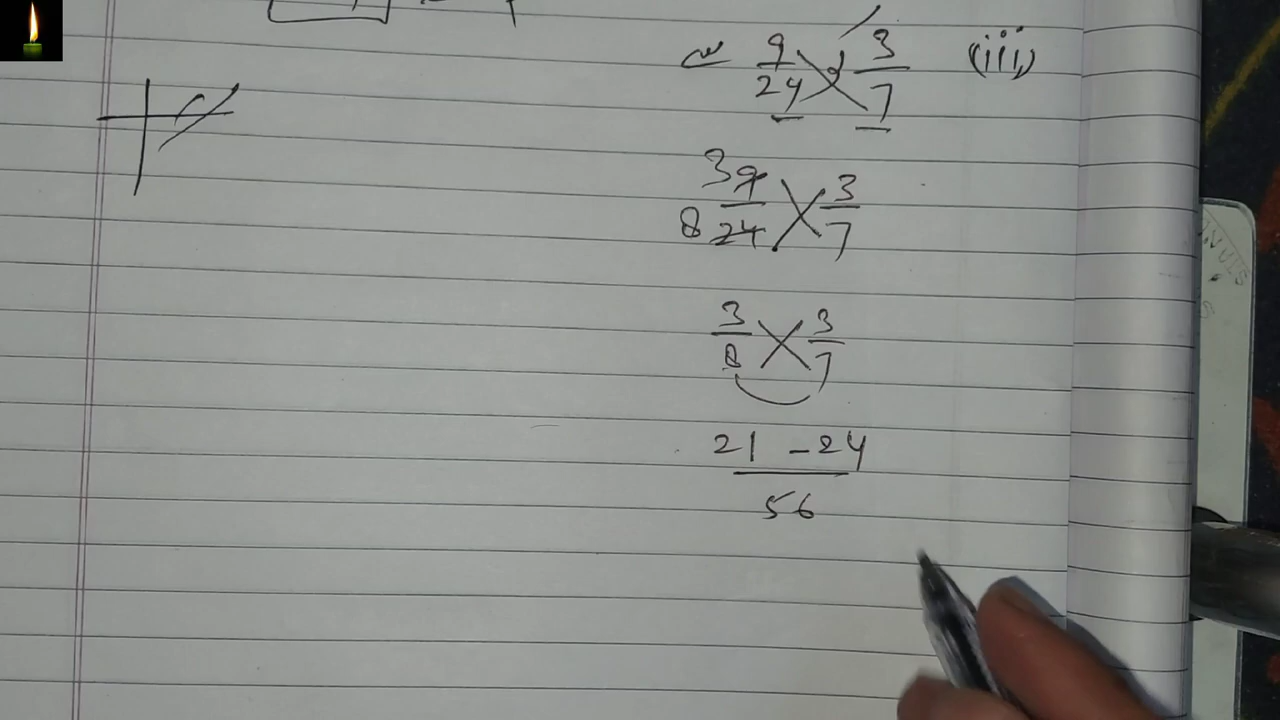 9/24 3/7 (iii)
3 9/24 8 3/7
3/8 3/7
21 -24
56